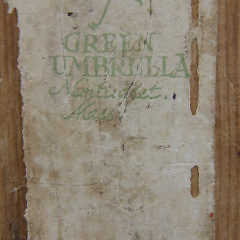 GREEN
UMBRELLA
Nantucket.
Mass.